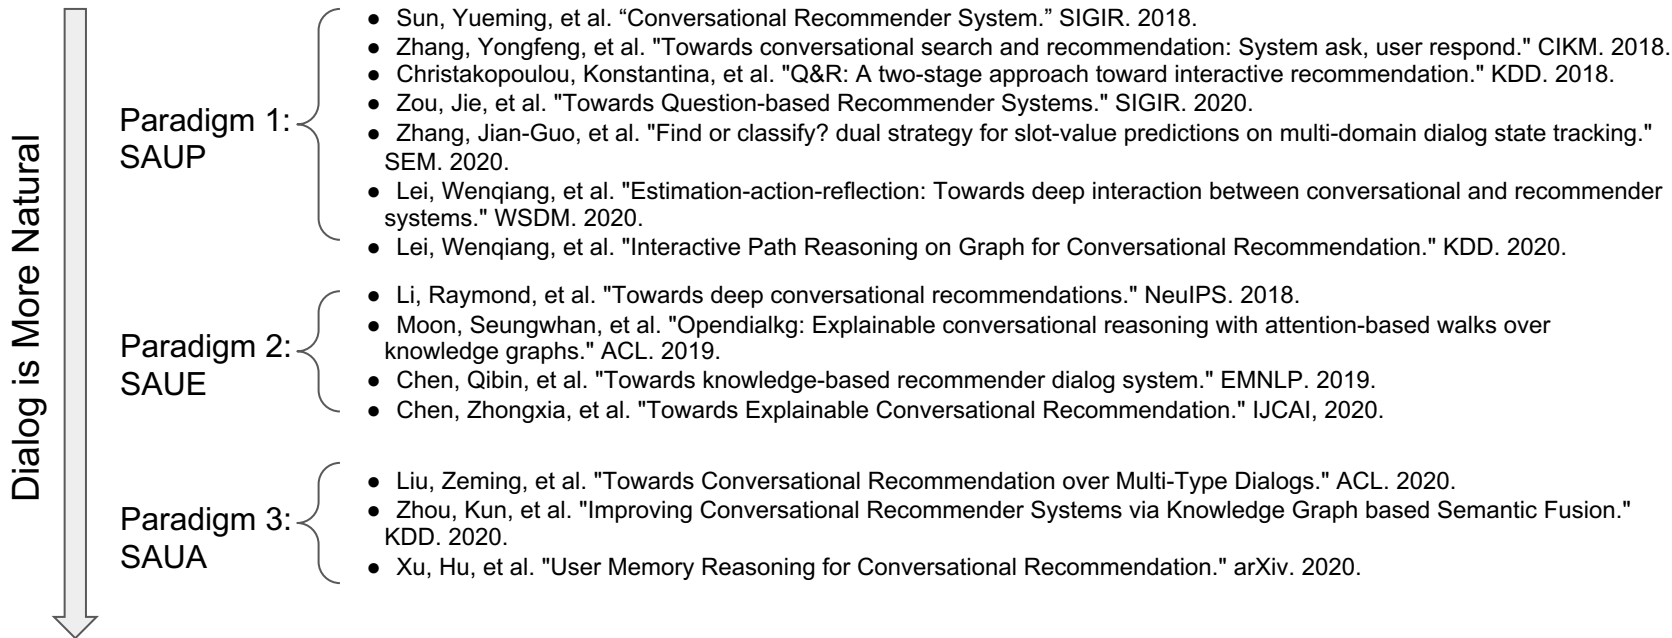 Dialog is More Natural
Paradigm 1:
SAUP
● Sun, Yueming, et al. “Conversational Recommender System.” SIGIR. 2018.
● Zhang, Yongfeng, et al. "Towards conversational search and recommendation: System ask, user respond." CIKM. 2018.
● Christakopoulou, Konstantina, et al. "Q&R: A two-stage approach toward interactive recommendation." KDD. 2018.
● Zou, Jie, et al. "Towards Question-based Recommender Systems." SIGIR. 2020.
● Zhang, Jian-Guo, et al. "Find or classify? dual strategy for slot-value predictions on multi-domain dialog state tracking."
SEM. 2020.
● Lei, Wenqiang, et al. "Estimation-action-reflection: Towards deep interaction between conversational and recommender
systems." WSDM. 2020.
● Lei, Wenqiang, et al. "Interactive Path Reasoning on Graph for Conversational Recommendation." KDD. 2020.
Paradigm 2:
SAUE
● Li, Raymond, et al. "Towards deep conversational recommendations." NeuIPS. 2018.
● Moon, Seungwhan, et al. "Opendialkg: Explainable conversational reasoning with attention-based walks over
knowledge graphs." ACL. 2019.
● Chen, Qibin, et al. "Towards knowledge-based recommender dialog system." EMNLP. 2019.
● Chen, Zhongxia, et al. "Towards Explainable Conversational Recommendation." IJCAI, 2020.
Paradigm 3:
SAUA
● Liu, Zeming, et al. "Towards Conversational Recommendation over Multi-Type Dialogs." ACL. 2020.
● Zhou, Kun, et al. "Improving Conversational Recommender Systems via Knowledge Graph based Semantic Fusion."
KDD. 2020.
● Xu, Hu, et al. "User Memory Reasoning for Conversational Recommendation." arXiv. 2020.